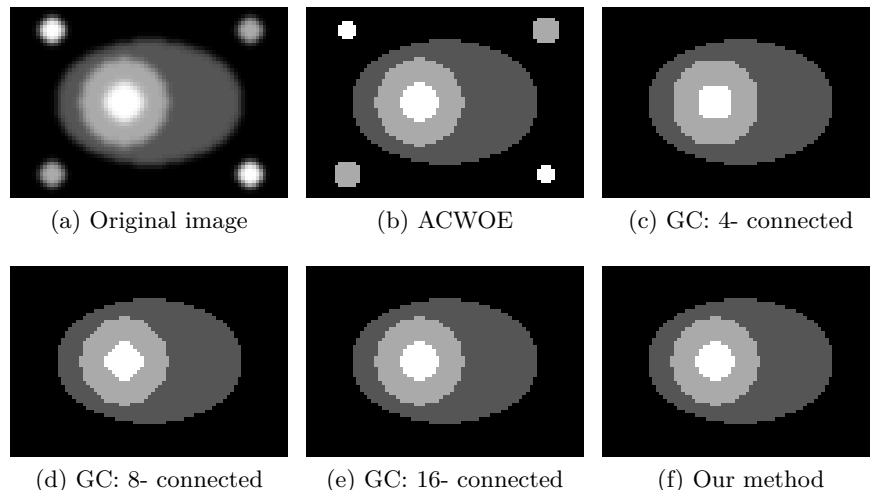 (a) Original image
(b) ACWOE
(c) GC: 4- connected
(d) GC: 8- connected
(e) GC: 16- connected
(f) Our method